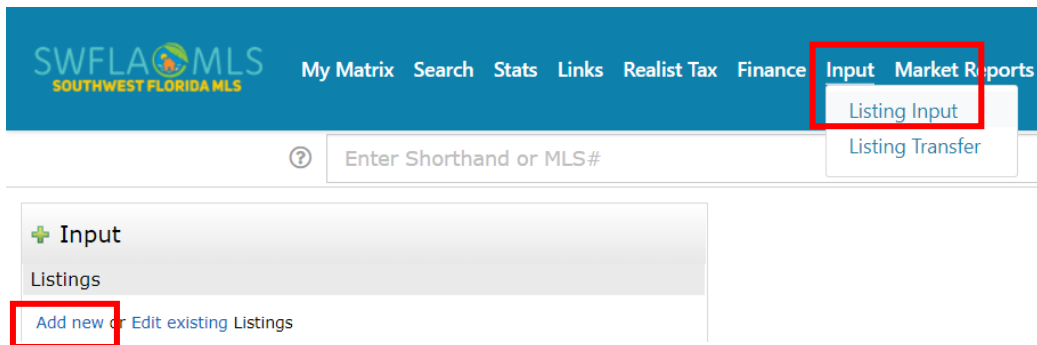 SWFLA MLS
SOUTHWEST FLORIDA MLS
My Matrix Search Stats Links Realist Tax Finance Input Market Reports
Listing Input
Listing Transfer
? Enter Shorthand or MLS#
Input
Listings
Add new or Edit existing Listings